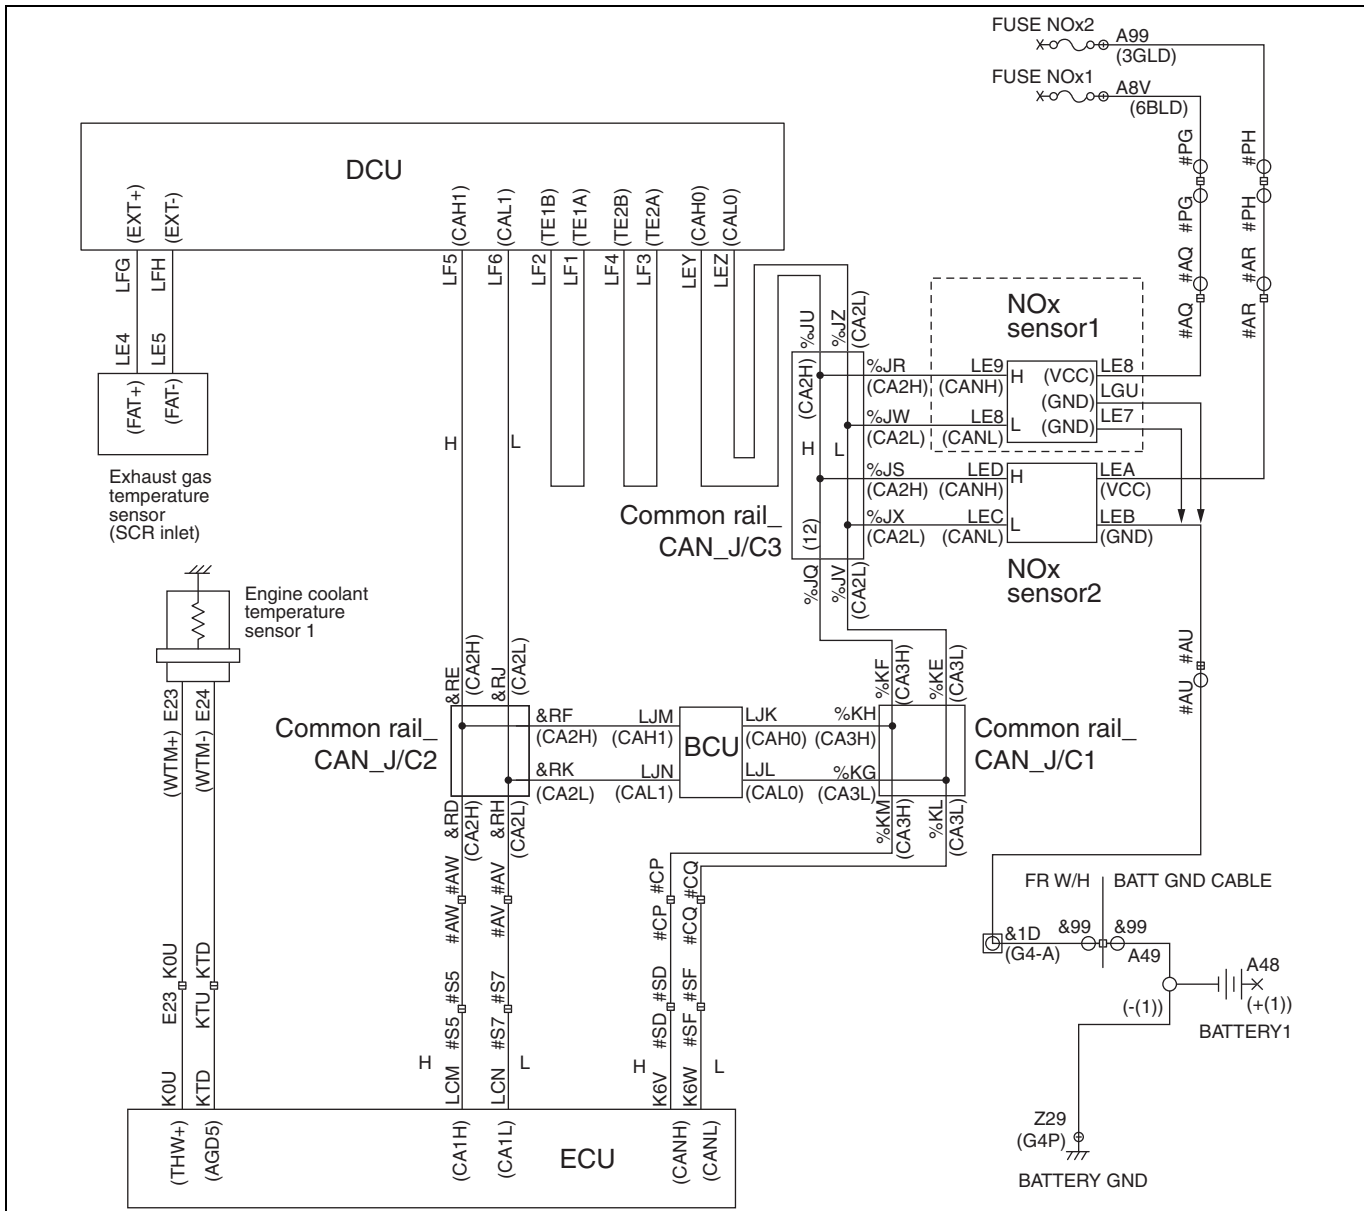 FUSE NOx2
A99
(3GLD)
FUSE NOx1
A8V
(6BLD)
#PG
#PH
#PG
#PH
#AQ
#AR
#AQ
#AR
DCU
(EXT+)
(EXT-)
(CAH1)
(CAL1)
(TE1B)
(TE1A)
(TE2B)
(TE2A)
(CAH0)
(CAL0)
LFG
LFH
LF5
LF6
LF2
LF1
LF4
LF3
LEY
LEZ
LE4
LE5
(FAT+)
(FAT-)
Exhaust gas
temperature
sensor
(SCR inlet)
H
L
%JU
%JZ
(CA2L)
(CA2H)
H
L
(12)
%JQ
%JV
(CA2L)
Common rail_
CAN_J/C3
%JR
(CA2H)
%JW
(CA2L)
%JS
(CA2H)
%JX
(CA2L)
NOx
sensor1
LE9
(CANH)
H
(VCC)
LE8
LGU
(GND)
LE8
(CANL)
L
(GND)
LE7
LED
(CANH)
H
LEA
(VCC)
LEC
(CANL)
L
LEB
(GND)
NOx
sensor2
#AU
#AU
Engine coolant
temperature
sensor 1
E23
E24
(WTM+)
(WTM-)
K0U
KTD
E23
KTU
K0U
KTD
&RE
(CA2H)
&RJ
(CA2L)
Common rail_
CAN_J/C2
&RF
(CA2H)
&RK
(CA2L)
LJM
(CAH1)
LJN
(CAL1)
BCU
LJK
(CAH0)
LJL
(CAL0)
%KH
(CA3H)
%KG
(CA3L)
%KF
(CA3H)
%KE
(CA3L)
Common rail_
CAN_J/C1
&RD
(CA2H)
&RH
(CA2L)
%KM
(CA3H)
%KL
(CA3L)
#AW
#AV
#AW
#AV
#S5
#S7
#S5
#S7
H
L
LCM
LCN
#CP
#CQ
#CP
#CQ
#SD
#SF
#SD
#SF
H
L
K6V
K6W
(THW+)
(AGD5)
(CA1H)
(CA1L)
ECU
(CANH)
(CANL)
FR W/H
BATT GND CABLE
&1D
(G4-A)
&99
&99
A49
A48
(-(1))
(+(1))
BATTERY1
Z29
(G4P)
BATTERY GND